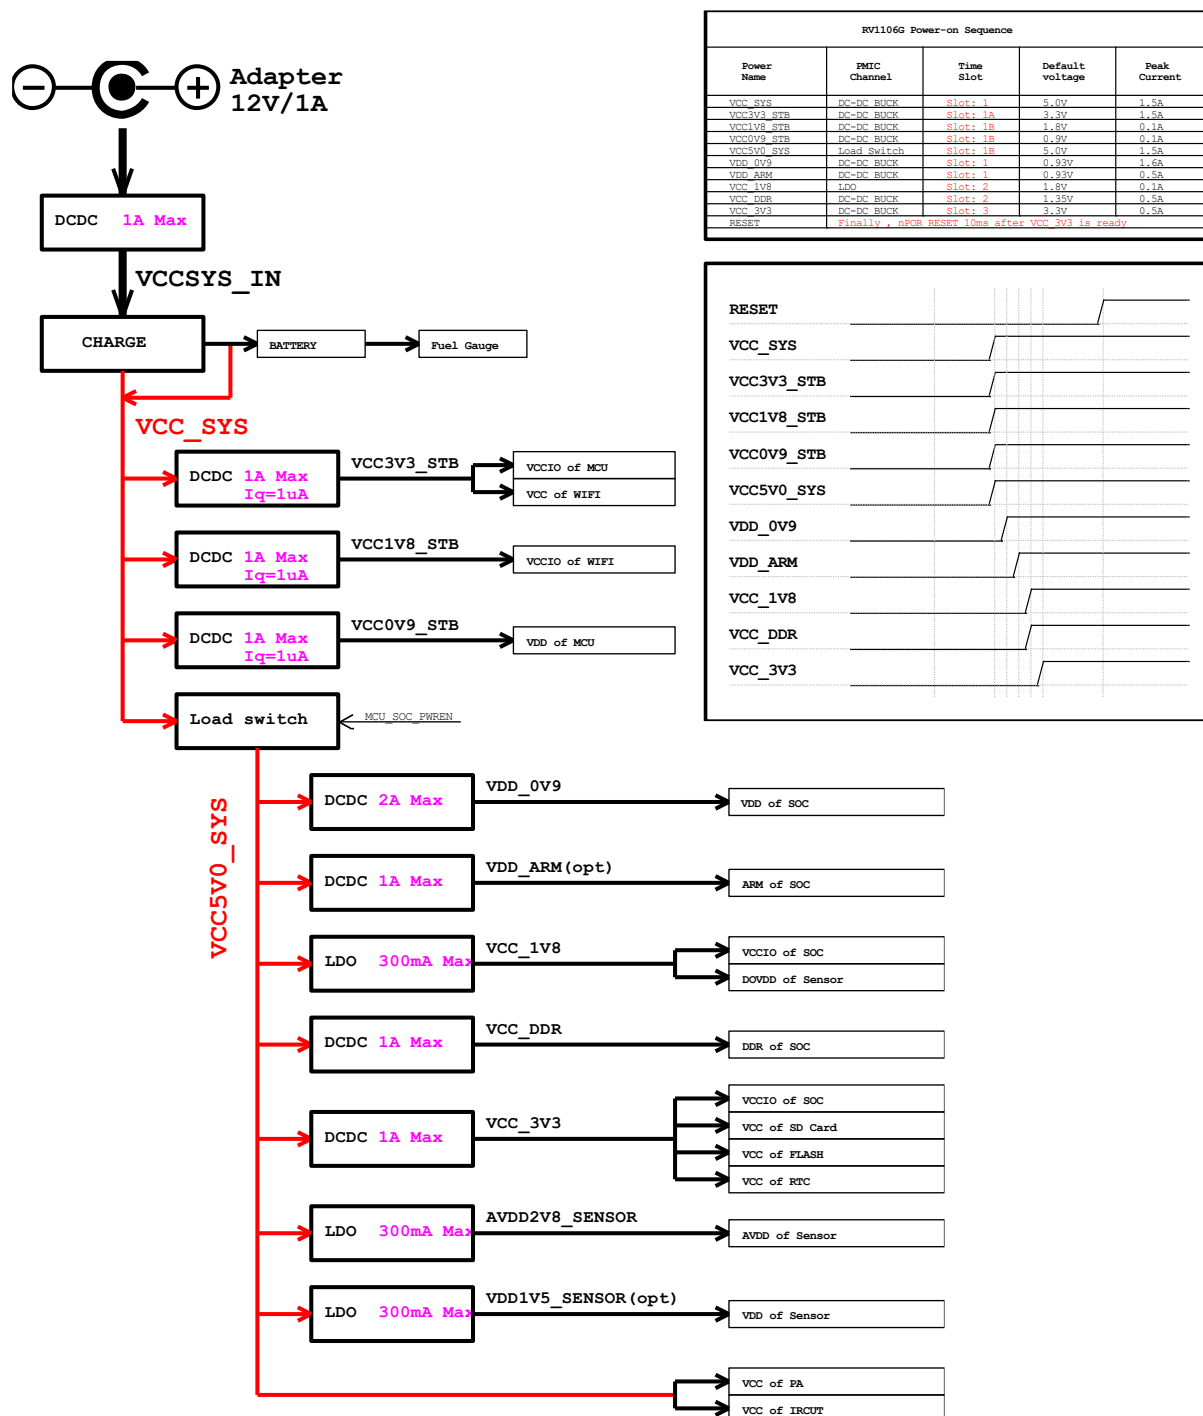 Adapter
12V/1A
DCDC 1A Max
VCCSYS_IN
CHARGE
BATTERY
Fuel Gauge
VCC_SYS
DCDC 1A Max
Iq=1uA
VCC3V3_STB
VCCIO of MCU
VCC of WIFI
DCDC 1A Max
Iq=1uA
VCC1V8_STB
VCCIO of WIFI
DCDC 1A Max
Iq=1uA
VCC0V9_STB
VDD of MCU
Load switch
MCU_SOC_PWREN
VCC5V0_SYS
DCDC 2A Max
VDD_0V9
VDD of SOC
DCDC 1A Max
VDD_ARM(opt)
ARM of SOC
LDO 300mA Max
VCC_1V8
VCCIO of SOC
DOVDD of Sensor
DCDC 1A Max
VCC_DDR
DDR of SOC
DCDC 1A Max
VCC_3V3
VCCIO of SOC
VCC of SD Card
VCC of FLASH
VCC of RTC
LDO 300mA Max
AVDD2V8_SENSOR
AVDD of Sensor
LDO 300mA Max
VDD1V5_SENSOR(opt)
VDD of Sensor
VCC of PA
VCC of IRCUT
RV1106G Power-on Sequence
Power Name PMIC Channel Time Slot Default voltage Peak Current
VCC_SYS DC-DC BUCK Slot: 1 5.0V 1.5A
VCC3V3_STB DC-DC BUCK Slot: 1A 3.3V 1.5A
VCC1V8_STB DC-DC BUCK Slot: 1B 1.8V 0.1A
VCC0V9_STB DC-DC BUCK Slot: 1B 0.9V 0.1A
VCC5V0_SYS Load Switch Slot: 1B 5.0V 1.5A
VDD_0V9 DC-DC BUCK Slot: 1 0.93V 1.6A
VDD_ARM DC-DC BUCK Slot: 1 0.93V 0.5A
VCC_1V8 LDO Slot: 2 1.8V 0.1A
VCC_DDR DC-DC BUCK Slot: 2 1.35V 0.5A
VCC_3V3 DC-DC BUCK Slot: 3 3.3V 0.5A
RESET Finally , nPOR RESET 10ms after VCC_3V3 is ready
RESET
VCC_SYS
VCC3V3_STB
VCC1V8_STB
VCC0V9_STB
VCC5V0_SYS
VDD_0V9
VDD_ARM
VCC_1V8
VCC_DDR
VCC_3V3